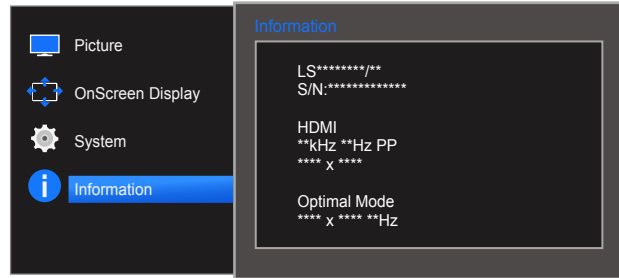 Picture
OnScreen Display
System
Information
Information
LS********/**
S/N:*************
HDMI
**kHz **Hz PP
**** x ****
Optimal Mode
**** x **** **Hz